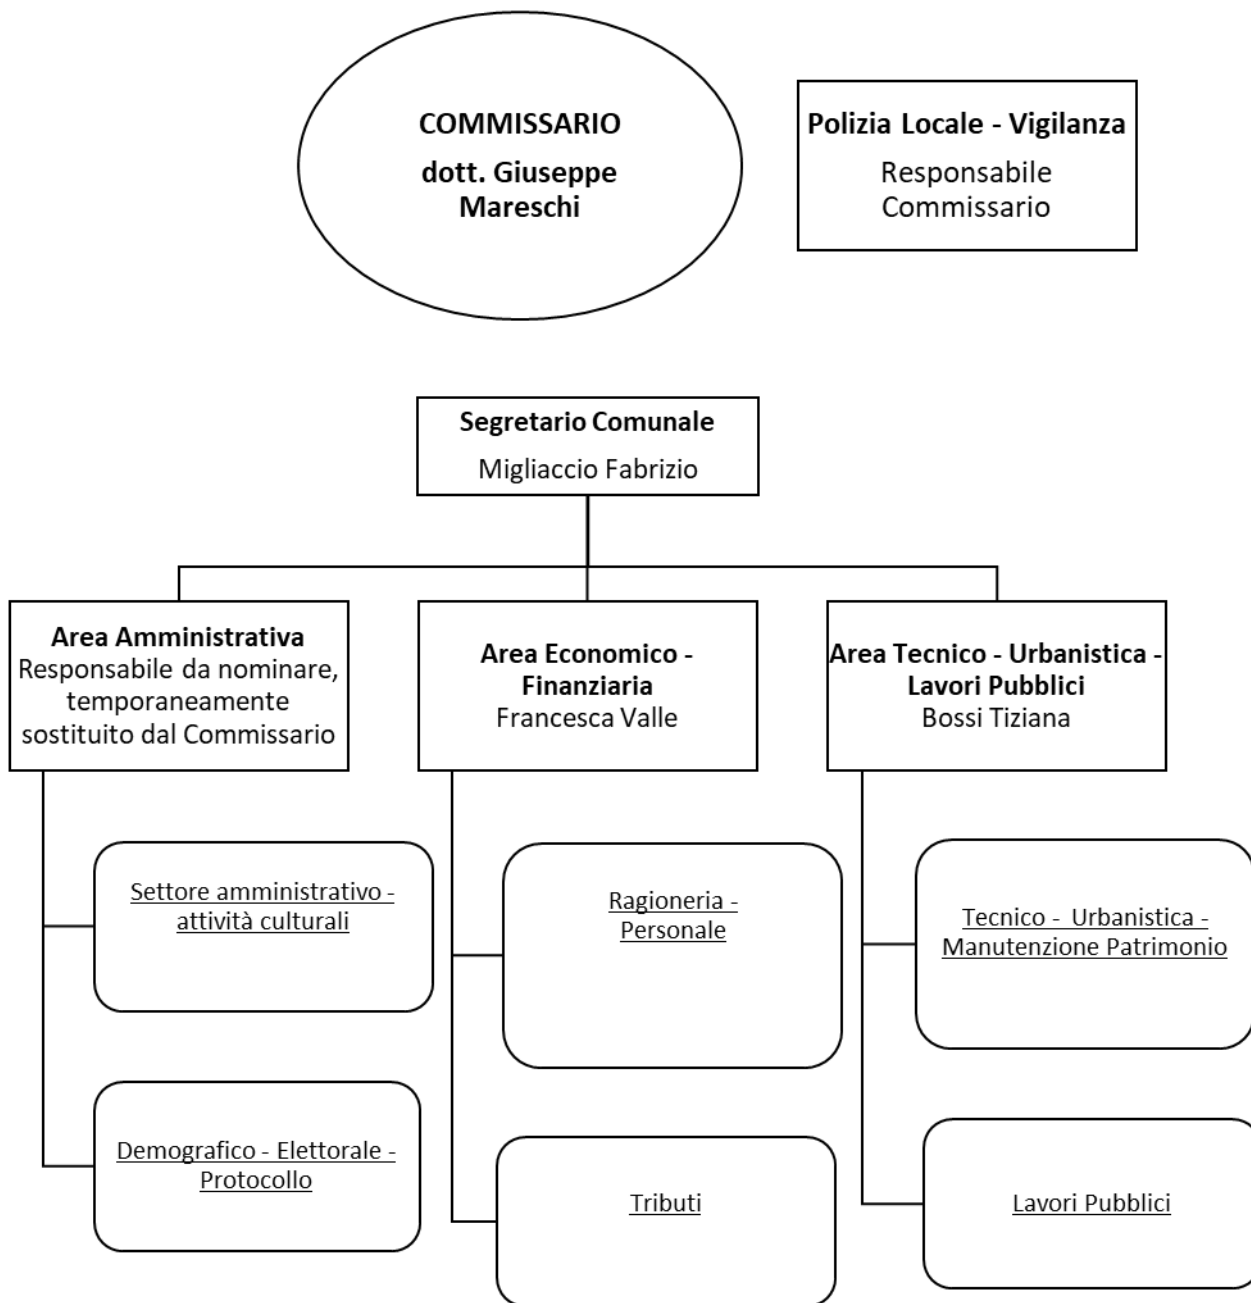 COMMISSARIO
dott. Giuseppe
Mareschi
Polizia Locale - Vigilanza
Responsabile
Commissario
Segretario Comunale
Migliaccio Fabrizio
Area Amministrativa
Responsabile da nominare,
temporaneamente
sostituito dal Commissario
Area Economico -
Finanziaria
Francesca Valle
Area Tecnico - Urbanistica -
Lavori Pubblici
Bossi Tiziana
Settore amministrativo -
attività culturali
Ragioneria -
Personale
Tecnico - Urbanistica -
Manutenzione Patrimonio
Demografico - Elettorale -
Protocollo
Tributi
Lavori Pubblici